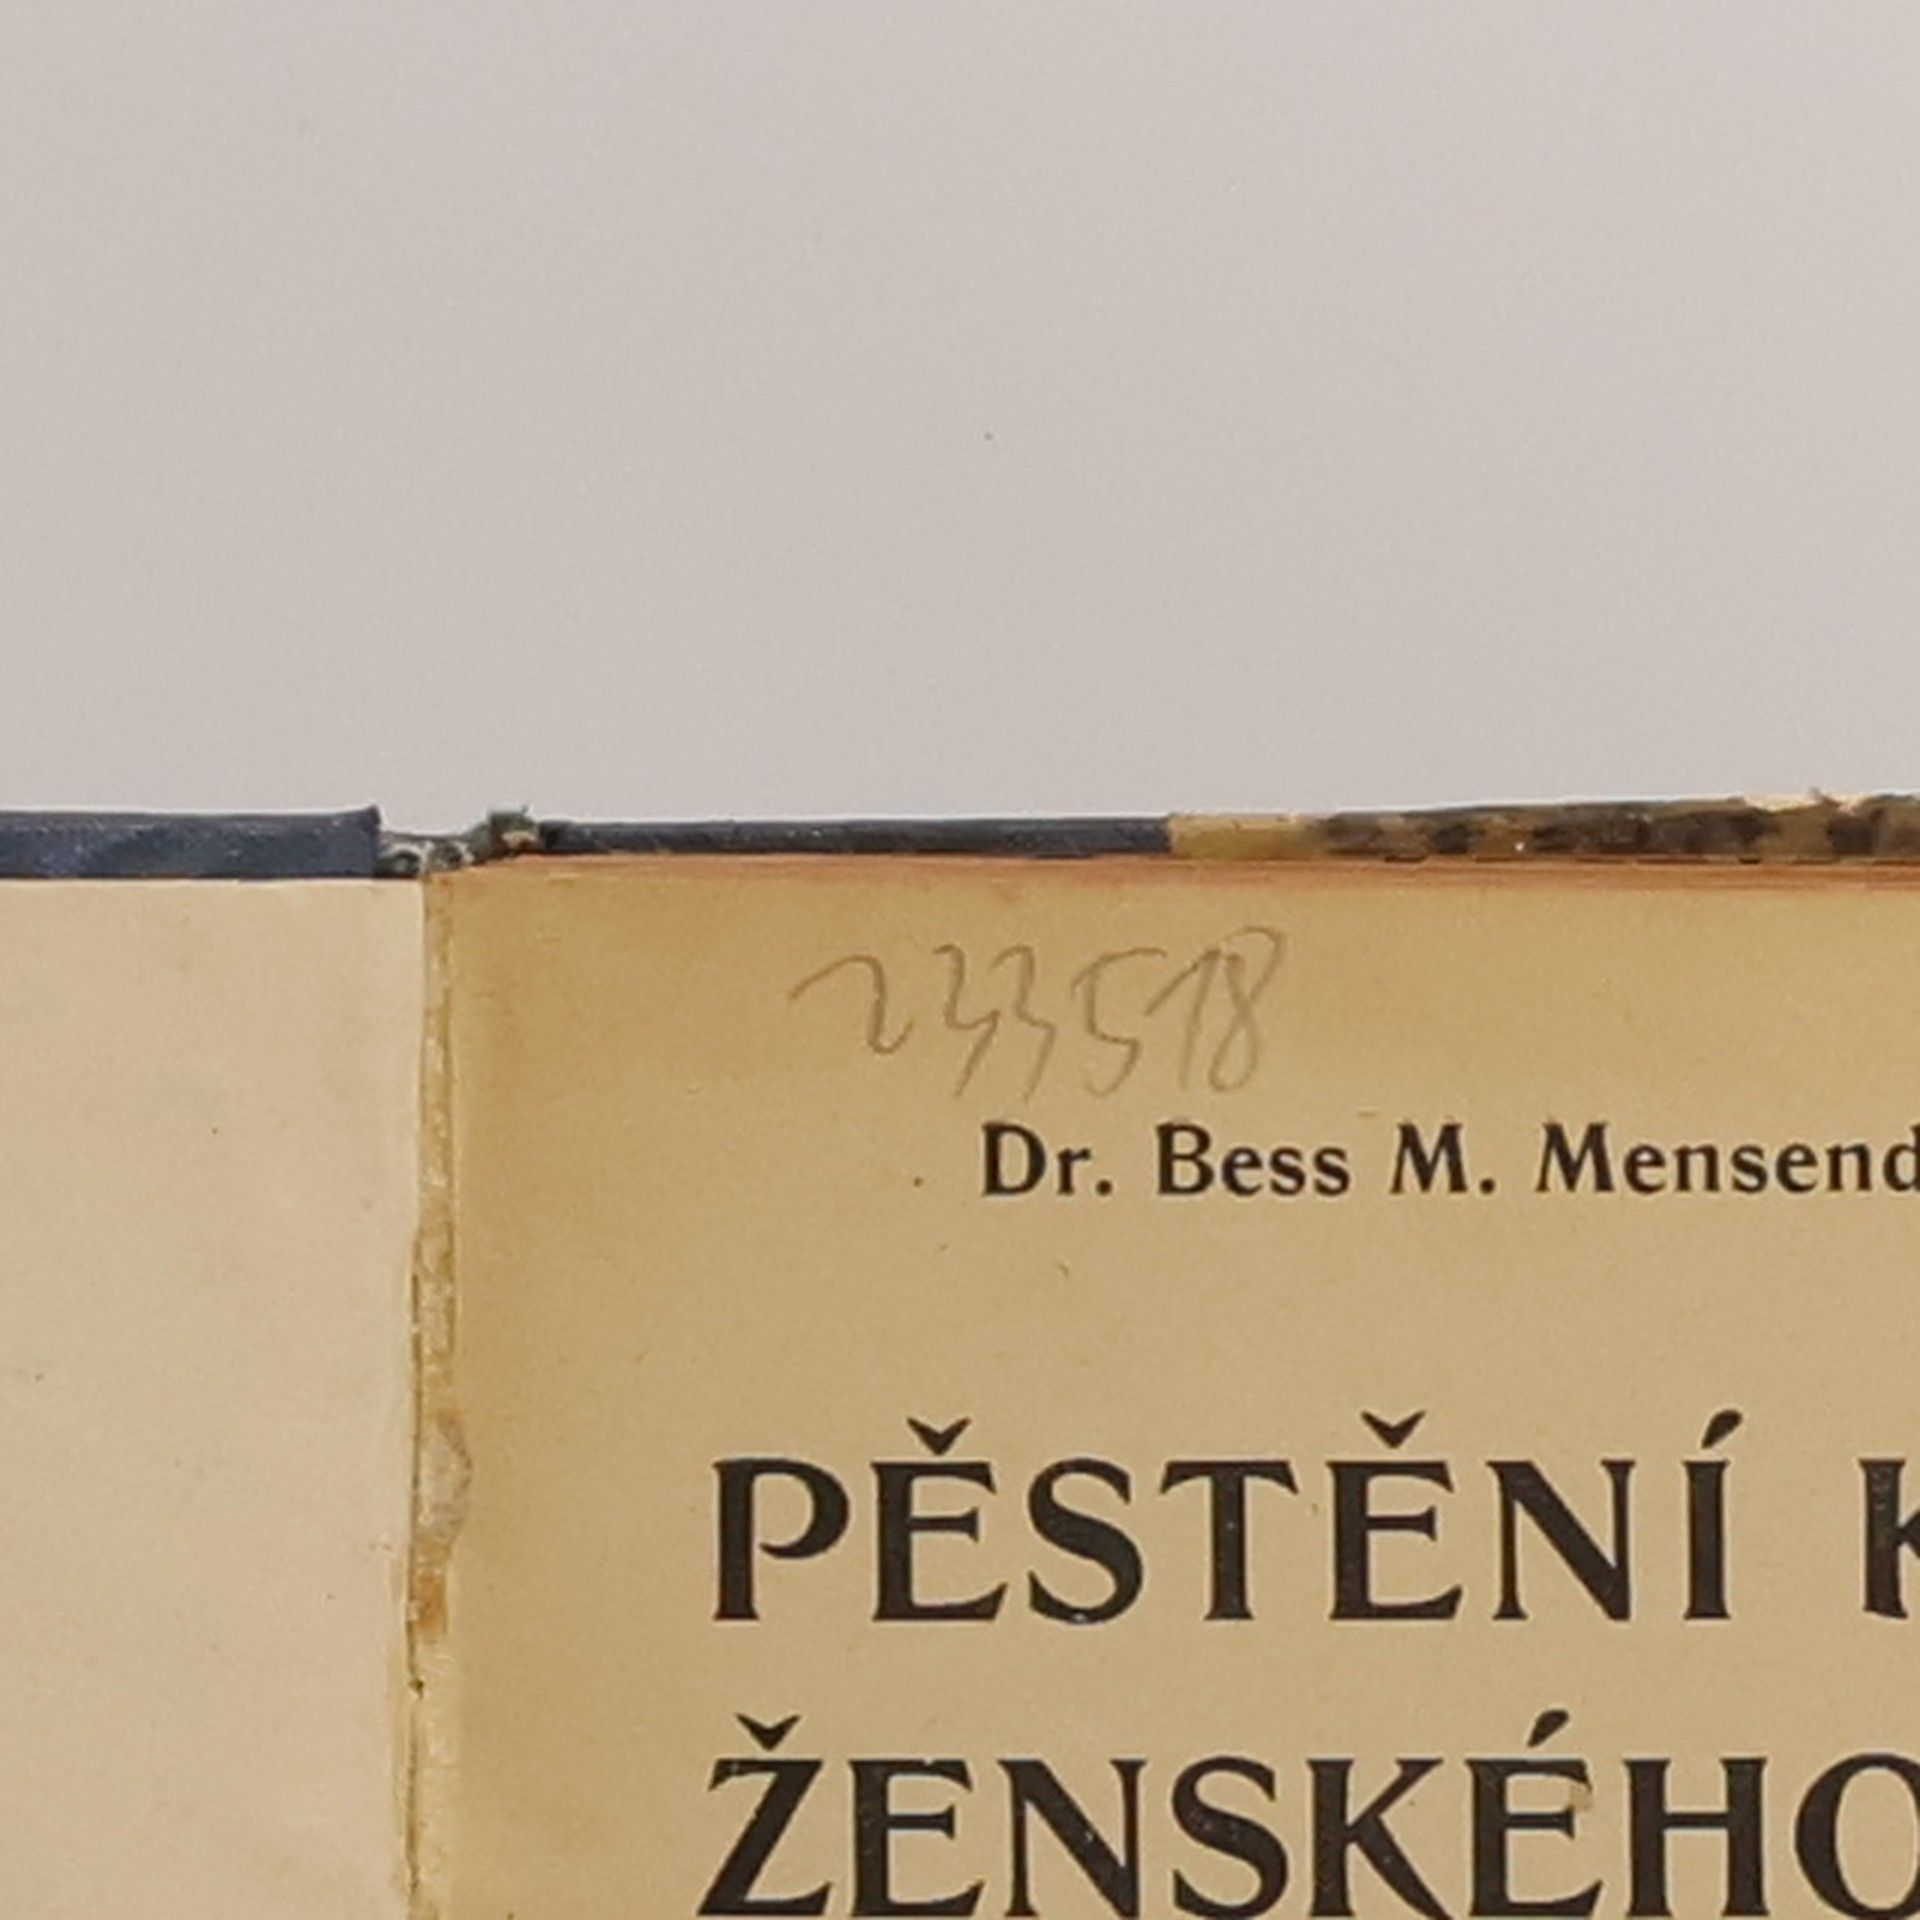 233518
Dr. Bess M. Mensend
PĚSTĚNÍ K
ŽENSKÉHO